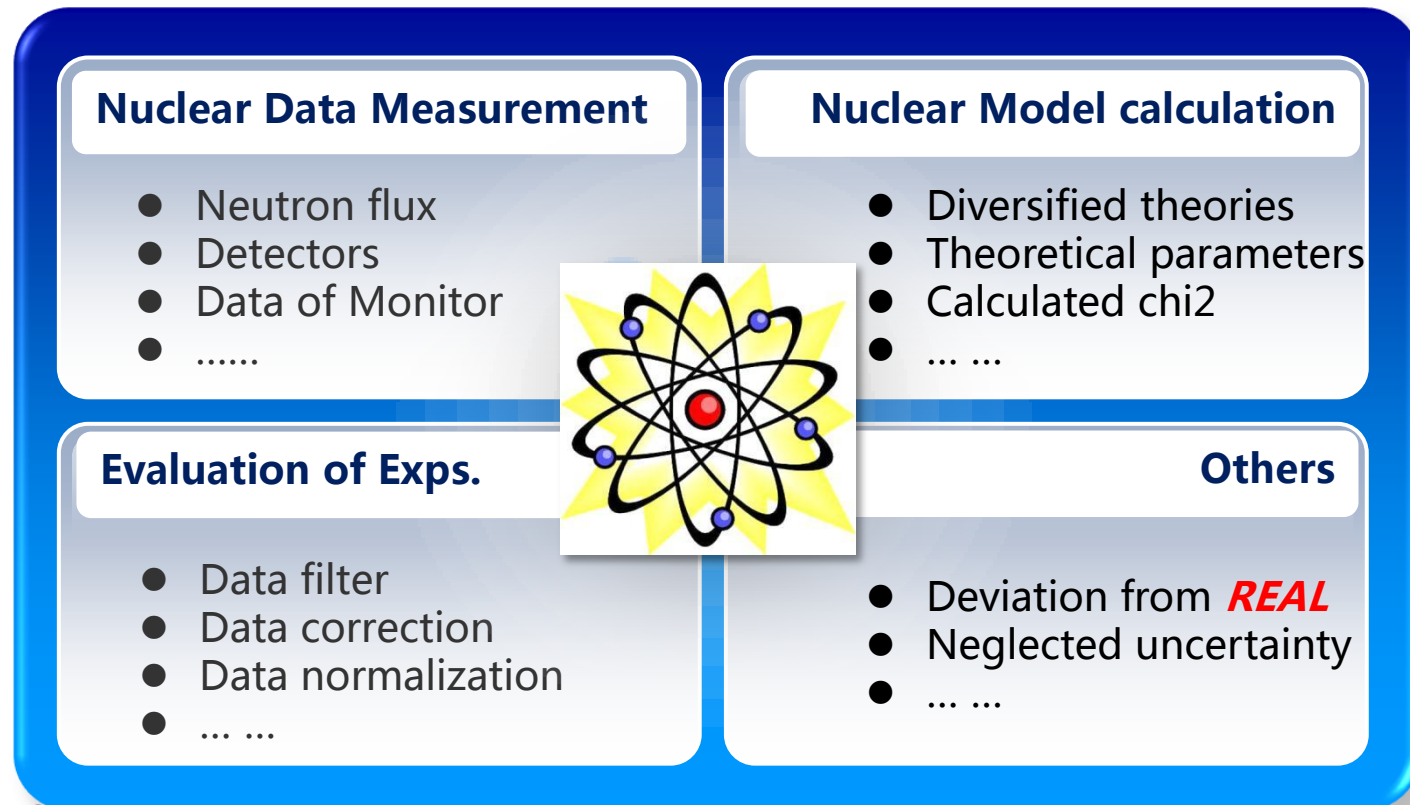 Nuclear Data Measurement
● Neutron flux
● Detectors
● Data of Monitor
● ......
Nuclear Model calculation
● Diversified theories
● Theoretical parameters
● Calculated chi2
● ... ...
Evaluation of Exps.
● Data filter
● Data correction
● Data normalization
● ... ...
Others
● Deviation from REAL
● Neglected uncertainty
● ... ...